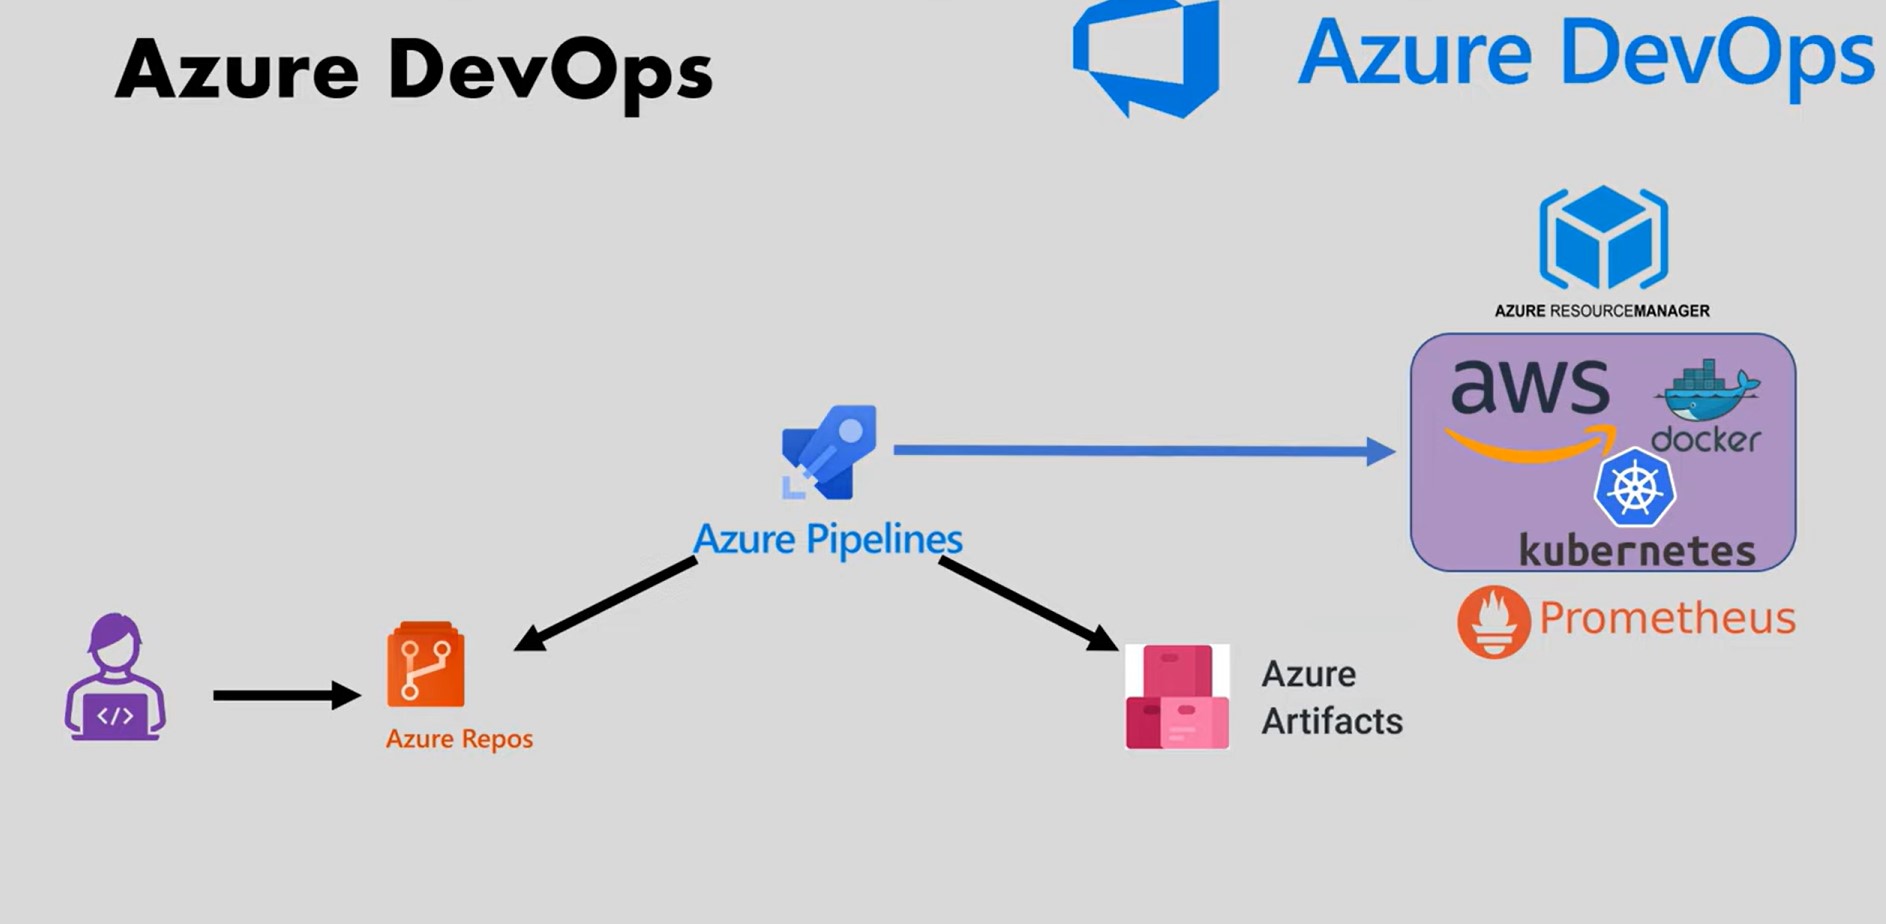 Azure DevOps
Azure DevOps
AZURE RESOURCEMANAGER
aws
docker
kubernetes
Prometheus
Azure Pipelines
</>
Azure Repos
Azure
Artifacts